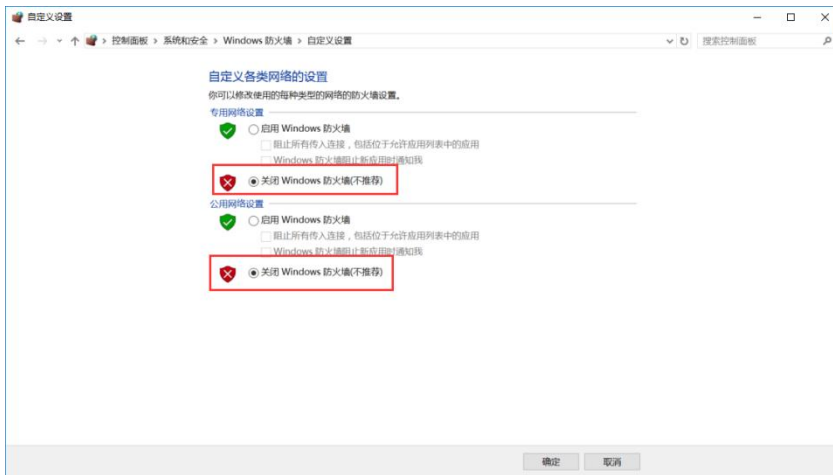 自定义设置
控制面板 > 系统和安全 > Windows 防火墙 > 自定义设置
搜索控制面板
自定义各类网络的设置
你可以修改使用的每种类型的网络的防火墙设置。
专用网络设置
启用 Windows 防火墙
阻止所有传入连接，包括位于允许应用列表中的应用
Windows 防火墙阻止新应用时通知我
关闭 Windows 防火墙(不推荐)
公用网络设置
启用 Windows 防火墙
阻止所有传入连接，包括位于允许应用列表中的应用
Windows 防火墙阻止新应用时通知我
关闭 Windows 防火墙(不推荐)
确定 取消